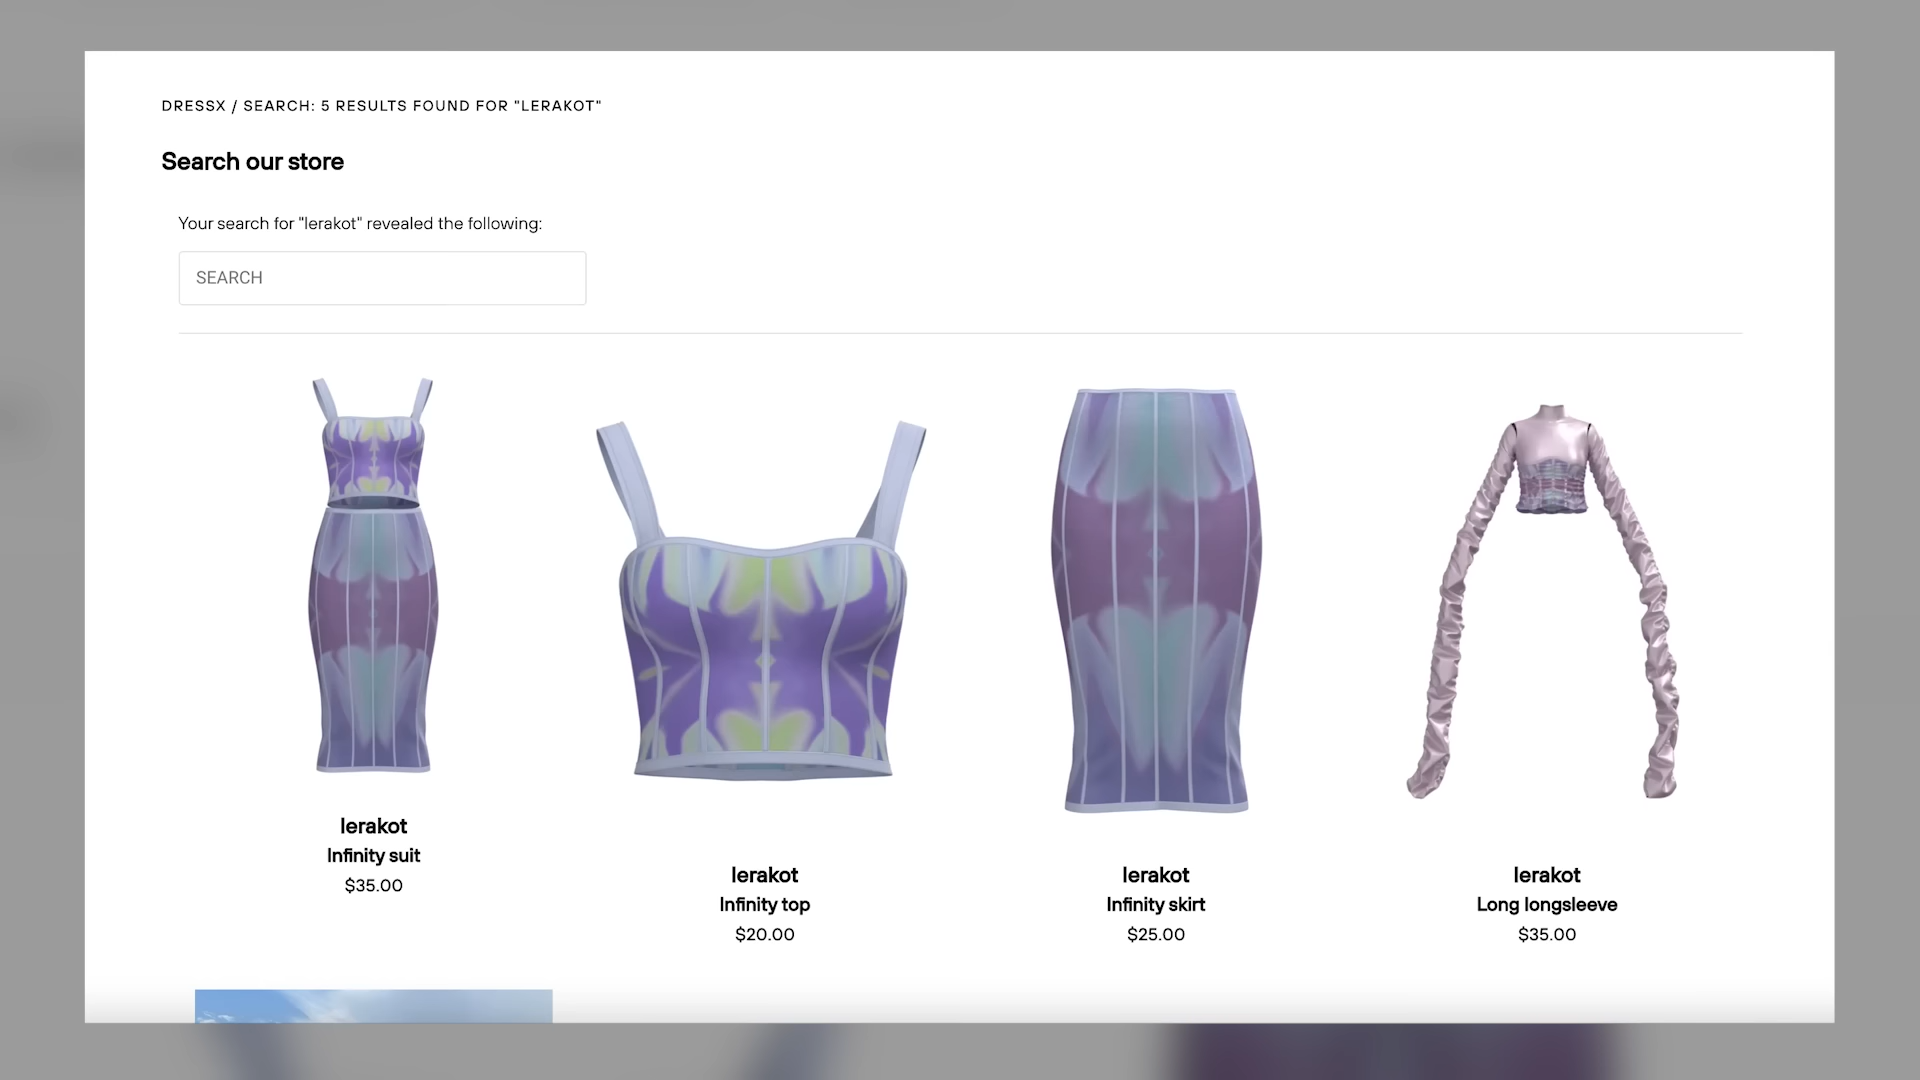 DRESSX / SEARCH: 5 RESULTS FOUND FOR "LERAKOT"
Search our store
Your search for "lerakot" revealed the following:
SEARCH
lerakot
Infinity suit
$35.00
lerakot
Infinity top
$20.00
lerakot
Infinity skirt
$25.00
lerakot
Long longsleeve
$35.00